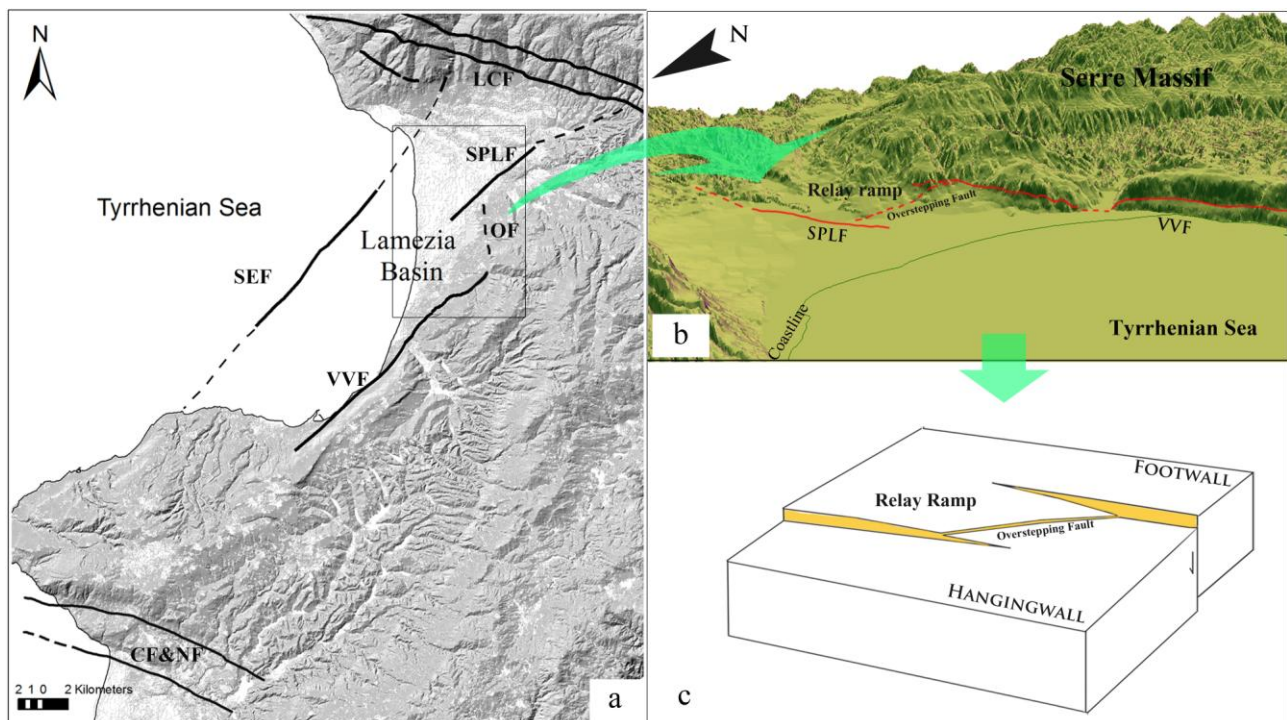 N
LCF
SPLF
Tyrrhenian Sea
OF
Lamezia
Basin
SEF
VVF
CF&NF
2 1 0 2 Kilometers
a
N
Serre Massif
Relay ramp
Overstepping Fault
SPLF
VVF
Coastline
Tyrrhenian Sea
b
FOOTWALL
Relay Ramp
Overstepping Fault
HANGINGWALL
c